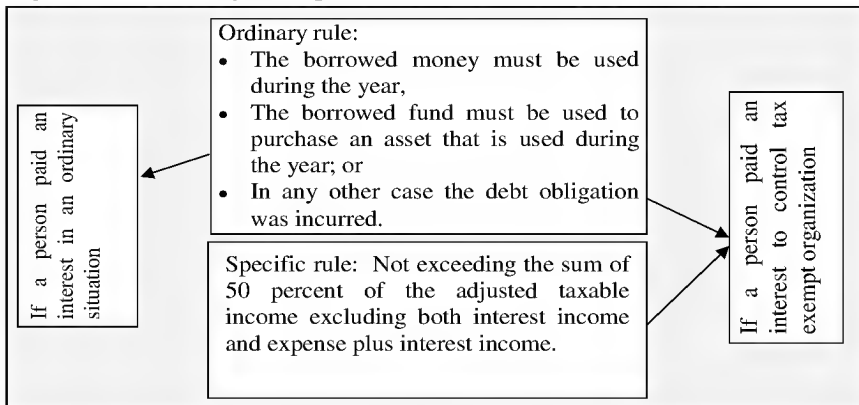 Ordinary rule:
• The borrowed money must be used
during the year,
• The borrowed fund must be used to
purchase an asset that is used during
the year; or
• In any other case the debt obligation
was incurred.
If a person paid an
interest in an ordinary
situation
Specific rule: Not exceeding the sum of
50 percent of the adjusted taxable
income excluding both interest income
and expense plus interest income.
If a person paid an
interest to control tax
exempt organization